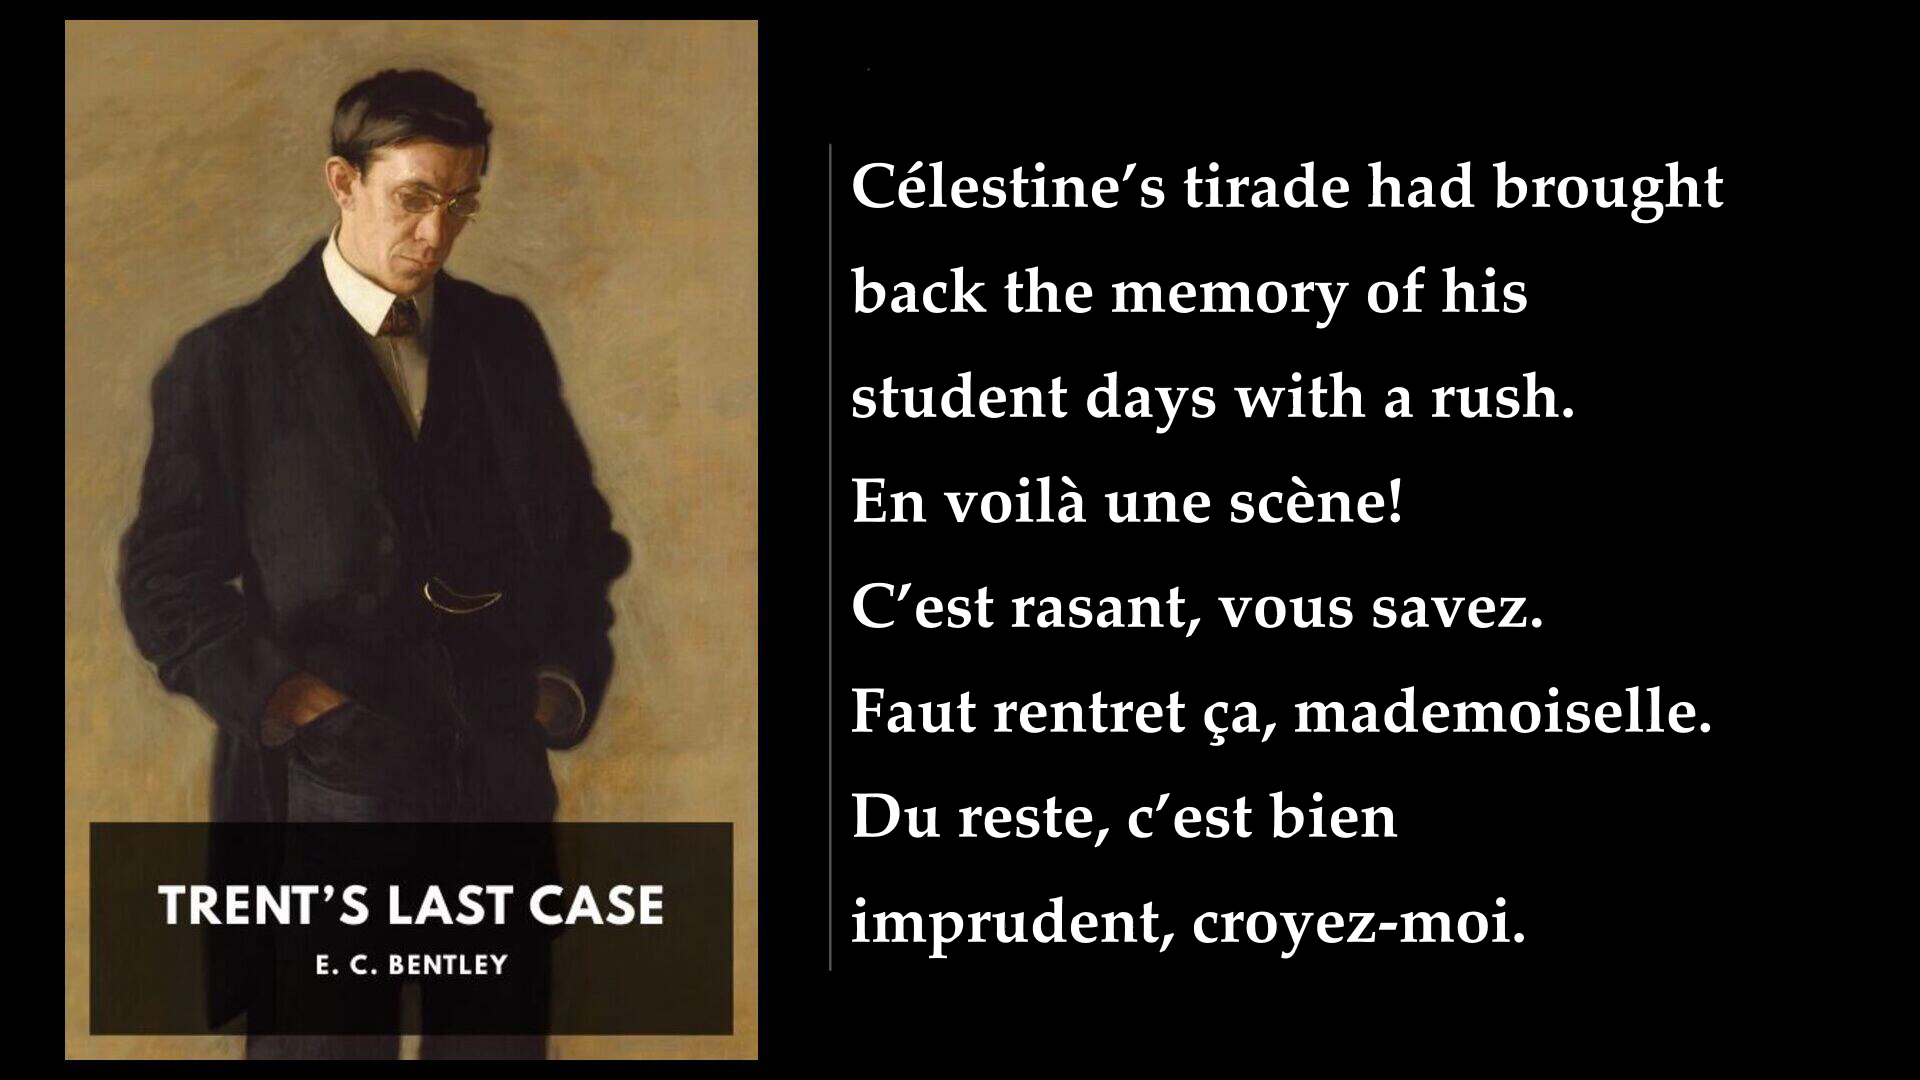 TRENT’S LAST CASE
E. C. BENTLEY
Célestine’s tirade had brought
back the memory of his
student days with a rush.
En voilà une scène!
C’est rasant, vous savez.
Faut rentret ça, mademoiselle.
Du reste, c’est bien
imprudent, croyez-moi.